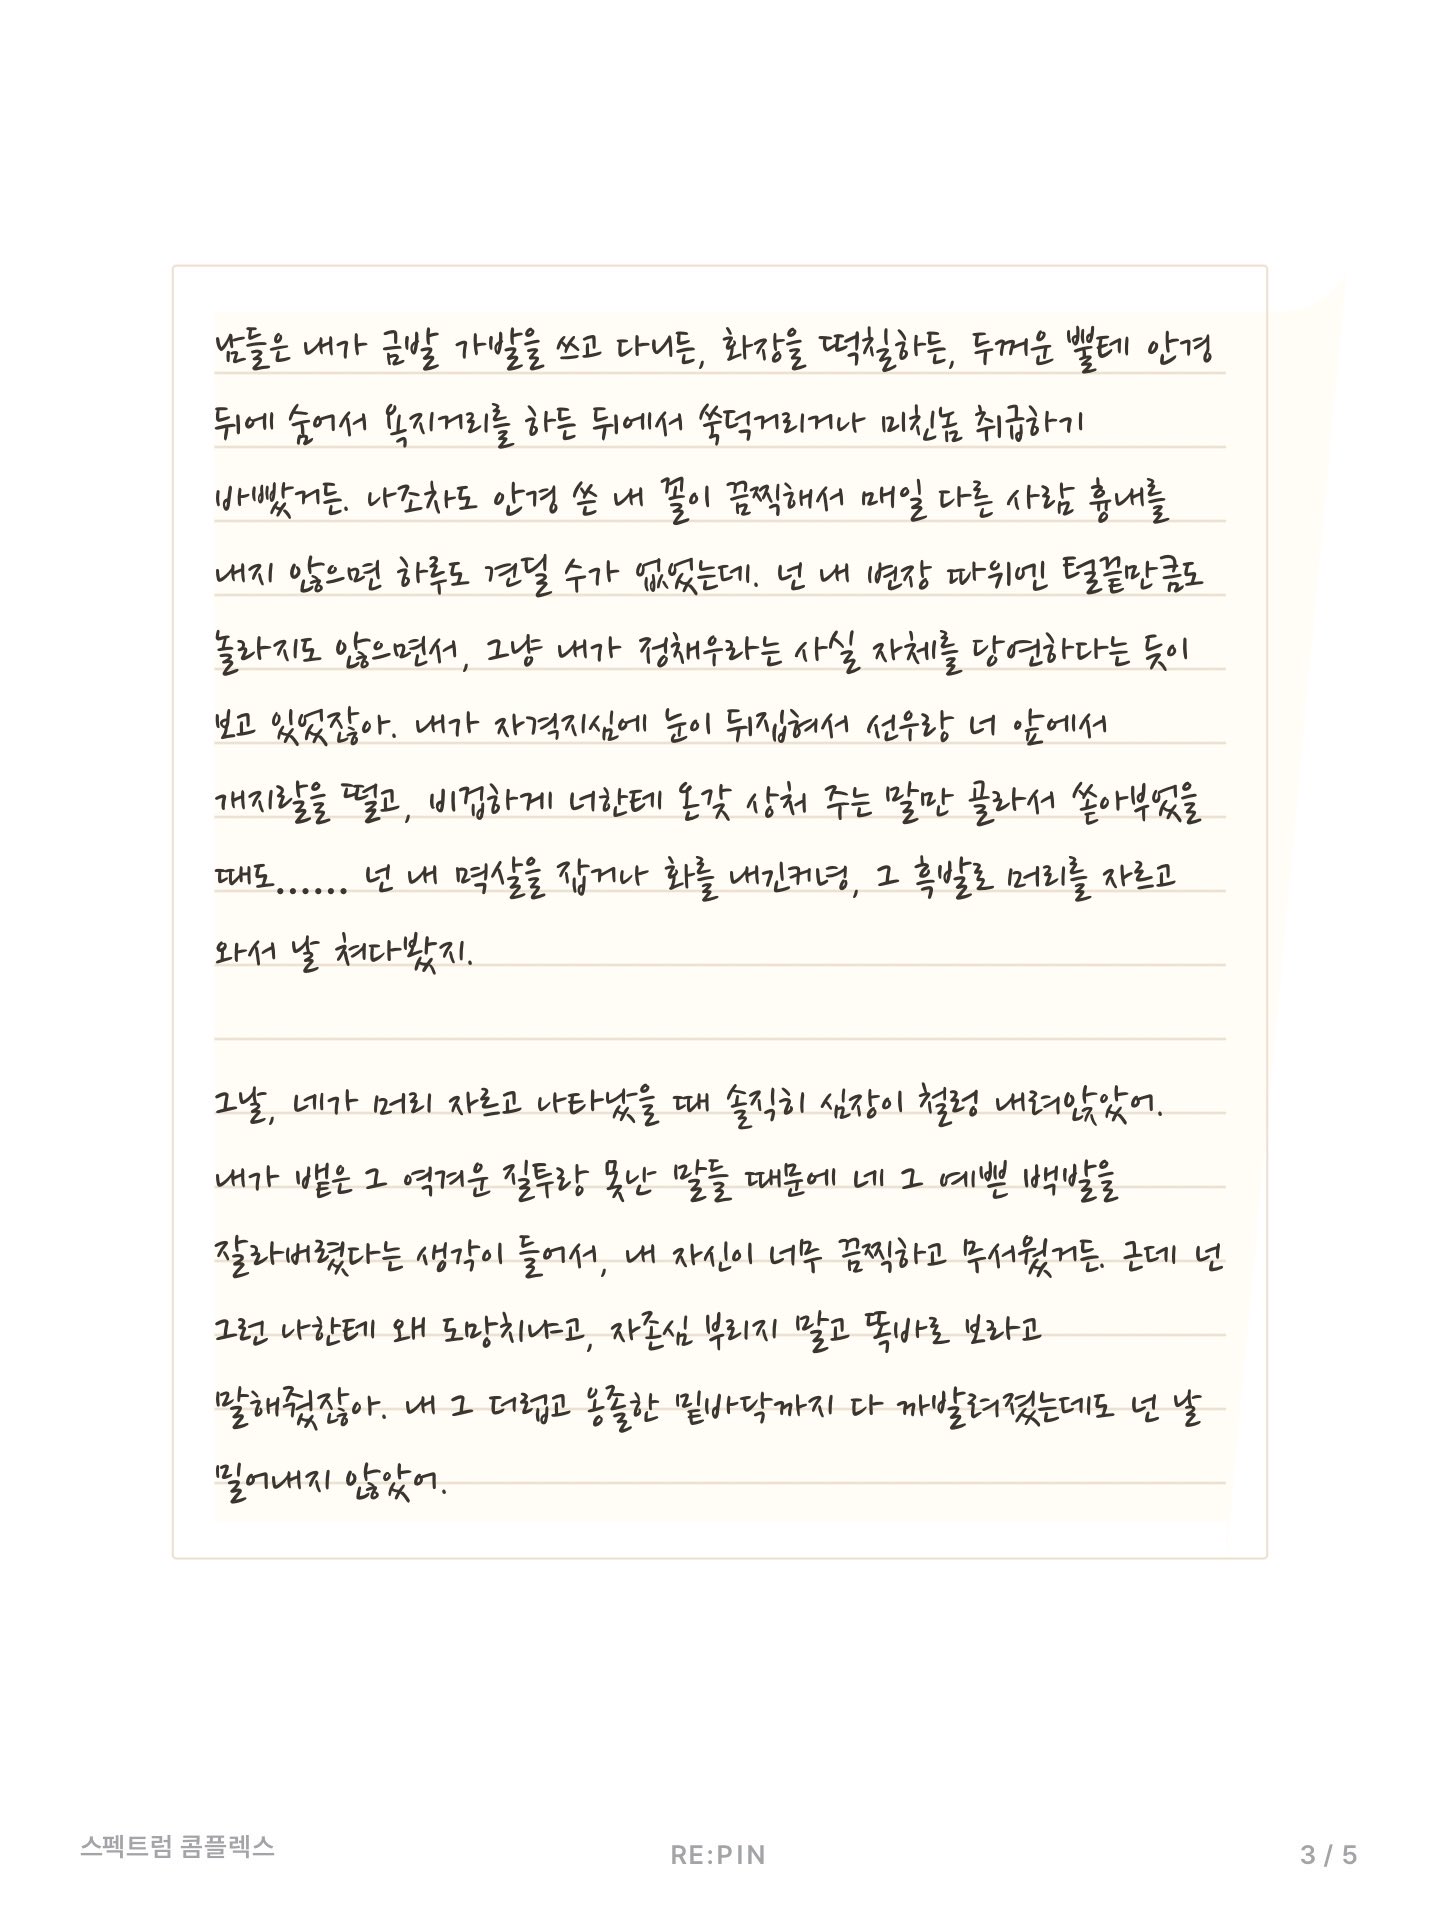 남들은 내가 금발 가발을 쓰고 다니든, 화장을 떡칠하든, 두꺼운 뿔테 안경
뒤에 숨어서 욕지거리를 하든 뒤에서 쑥덕거리거나 미친놈 취급하기
바빴거든. 나조차도 안경 쓴 내 꼴이 끔찍해서 매일 다른 사람 흉내를
내지 않으면 하루도 견딜 수가 없었는데. 넌 내 변장 따위엔 털끝만큼도
놀라지도 않으면서, 그냥 내가 정채우라는 사실 자체를 당연하다는 듯이
보고 있었잖아. 내가 자격지심에 눈이 뒤집혀서 선우랑 너 앞에서
개지랄을 떨고, 비겁하게 너한테 온갖 상처 주는 말만 골라서 쏟아부었을
때도...... 넌 내 멱살을 잡거나 화를 내긴커녕, 그 흑발로 머리를 자르고
와서 날 쳐다봤지.
그날, 네가 머리 자르고 나타났을 때 솔직히 심장이 철렁 내려앉았어.
내가 뱉은 그 역겨운 질투랑 못난 말들 때문에 네 그 예쁜 백발을
잘라버렸다는 생각이 들어서, 내 자신이 너무 끔찍하고 무서웠거든. 근데 넌
그런 나한테 왜 도망치냐고, 자존심 부리지 말고 똑바로 보라고
말해줬잖아. 내 그 더럽고 옹졸한 밑바닥까지 다 까발려졌는데도 넌 날
밀어내지 않았어.
스펙트럼 콤플렉스
RE:PIN
3 / 5